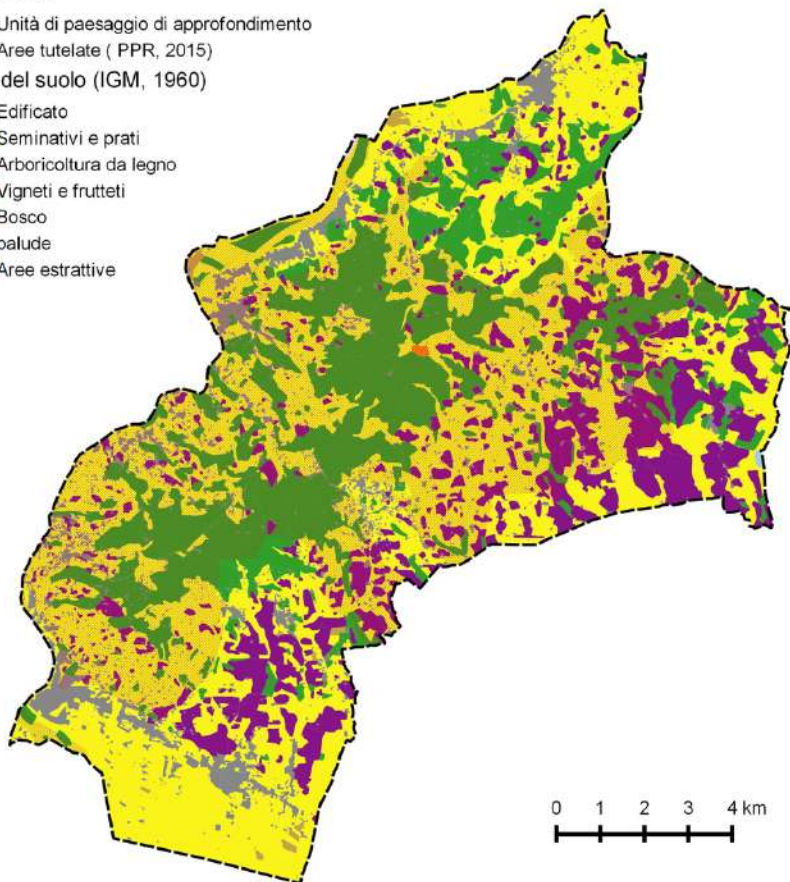 Unità di paesaggio di approfondimento
Aree tutelate ( PPR, 2015)
del suolo (IGM, 1960)
Edificato
Seminativi e prati
Arboricoltura da legno
Vigneti e frutteti
Bosco
palude
Aree estrattive
0 1 2 3 4 km